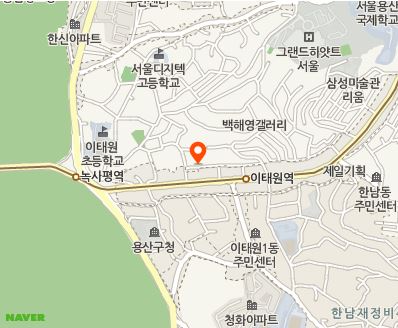 한신아파트
서울용산
국제학교
그랜드하얏트
서울
서울디지텍
고등학교
삼성미술관
리움
백해영갤러리
이태원
초등학교
녹사평역
이태원역
제일기획
한남동
주민센터
용산구청
이태원1동
주민센터
청화아파트
한남재정비
NAVER